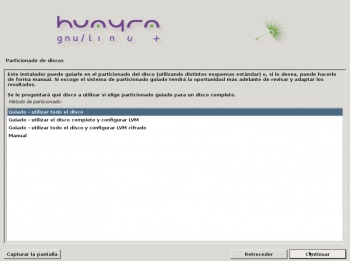 huayra
gnu/linux
Particionado de discos
Este instalador puede guiarle en el particionado del disco (utilizando distintos esquemas estándar) o, si lo desea, puede hacerlo
de forma manual. Si escoge el sistema de particionado guiado tendrá la oportunidad más adelante de revisar y adaptar los
resultados.
Se le preguntará qué disco a utilizar si elige particionado guiado para un disco completo.
Método de particionado:
Guiado - utilizar todo el disco
Guiado - utilizar el disco completo y configurar LVM
Guiado - utilizar todo el disco y configurar LVM cifrado
Manual
Capturar la pantalla
Retroceder
Continuar